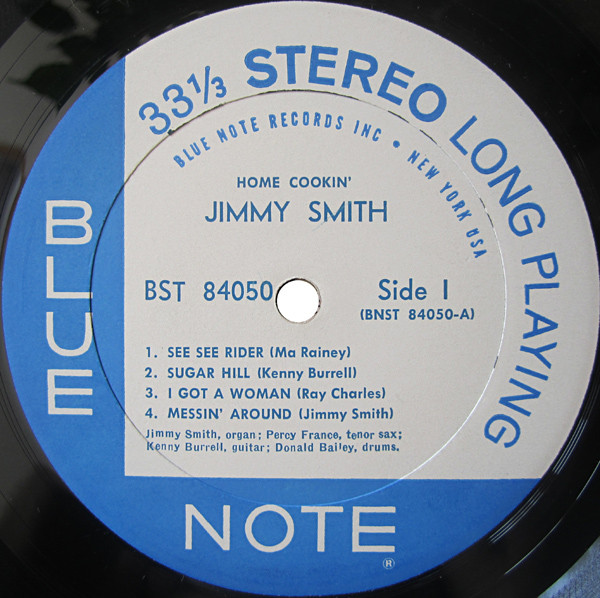 33⅓ STEREO LONG PLAYING
BLUE NOTE RECORDS INC • NEW YORK USA
HOME COOKIN'
JIMMY SMITH
BST 84050
Side 1
(BNST 84050-A)
1. SEE SEE RIDER (Ma Rainey)
2. SUGAR HILL (Kenny Burrell)
3. I GOT A WOMAN (Ray Charles)
4. MESSIN' AROUND (Jimmy Smith)
Jimmy Smith, organ; Percy France, tenor sax;
Kenny Burrell, guitar; Donald Bailey, drums.
BLUE
NOTE
®